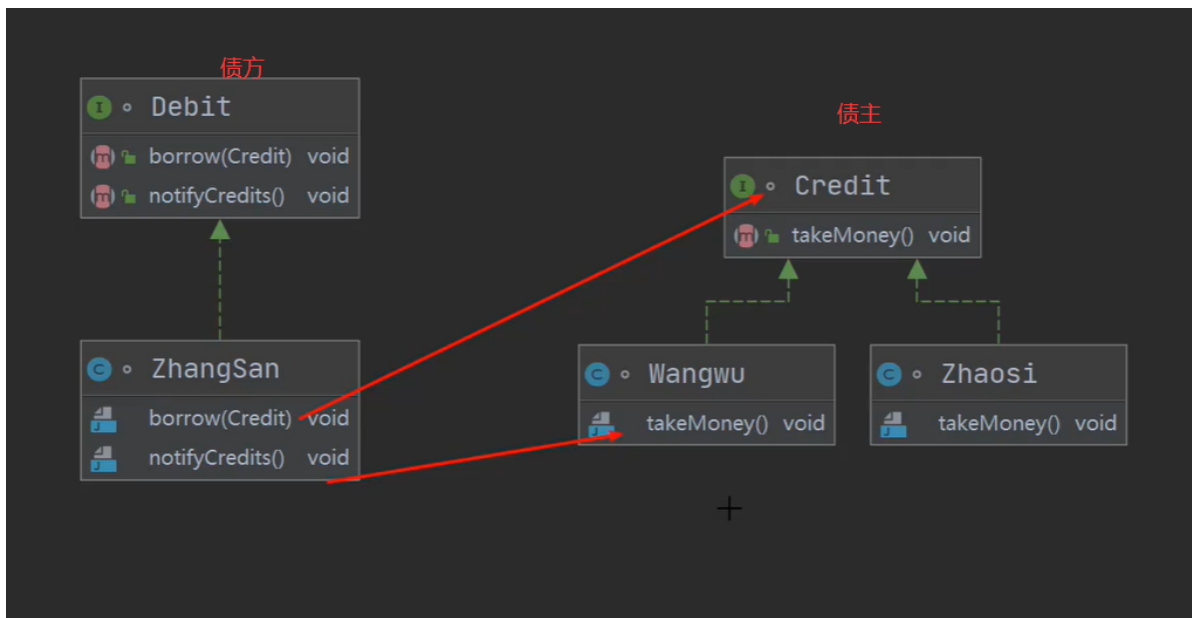 债方
Debit
borrow(Credit) void
notifyCredits() void
债主
Credit
takeMoney() void
ZhangSan
borrow(Credit) void
notifyCredits() void
Wangwu
takeMoney() void
Zhaosi
takeMoney() void